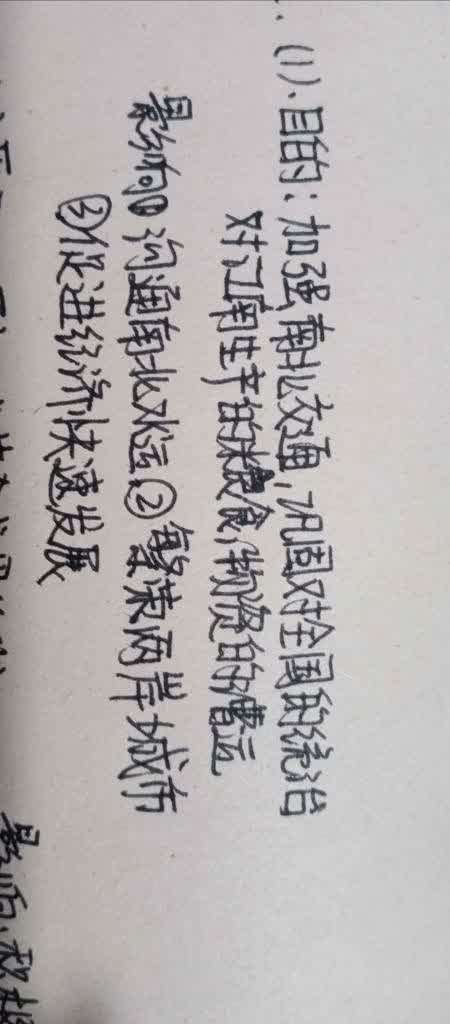 (1).目的:加强南北交通,巩固对全国的统治
对江南生产的粮食,物资的曹运
影响①沟通南北水运②繁荣两岸城市
③促进经济快速发展
影响:积极